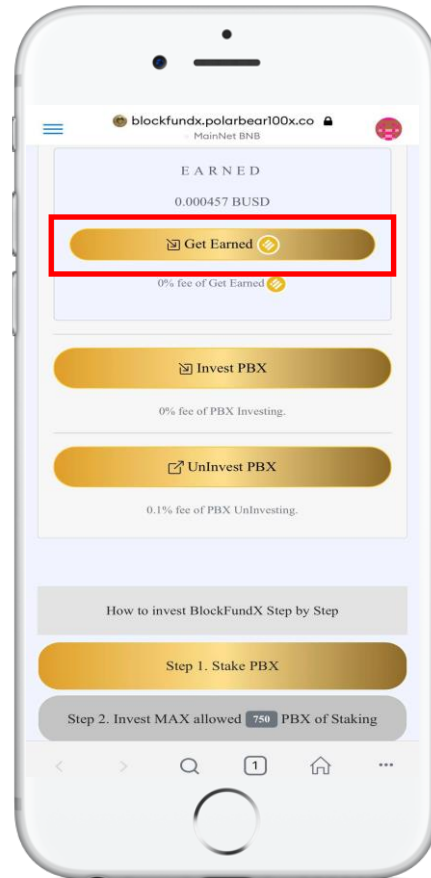 blockfundx.polarbear100x.co
MainNet BNB
EARNED
0.000457 BUSD
Get Earned
0% fee of Get Earned
Invest PBX
0% fee of PBX Investing.
UnInvest PBX
0.1% fee of PBX UnInvesting.
How to invest BlockFundX Step by Step
Step 1. Stake PBX
Step 2. Invest MAX allowed 750 PBX of Staking
1